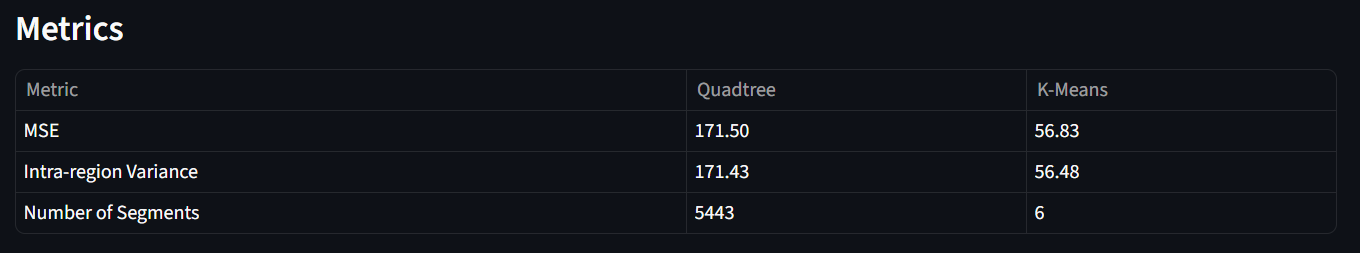 Metrics
Metric Quadtree K-Means
MSE 171.50 56.83
Intra-region Variance 171.43 56.48
Number of Segments 5443 6